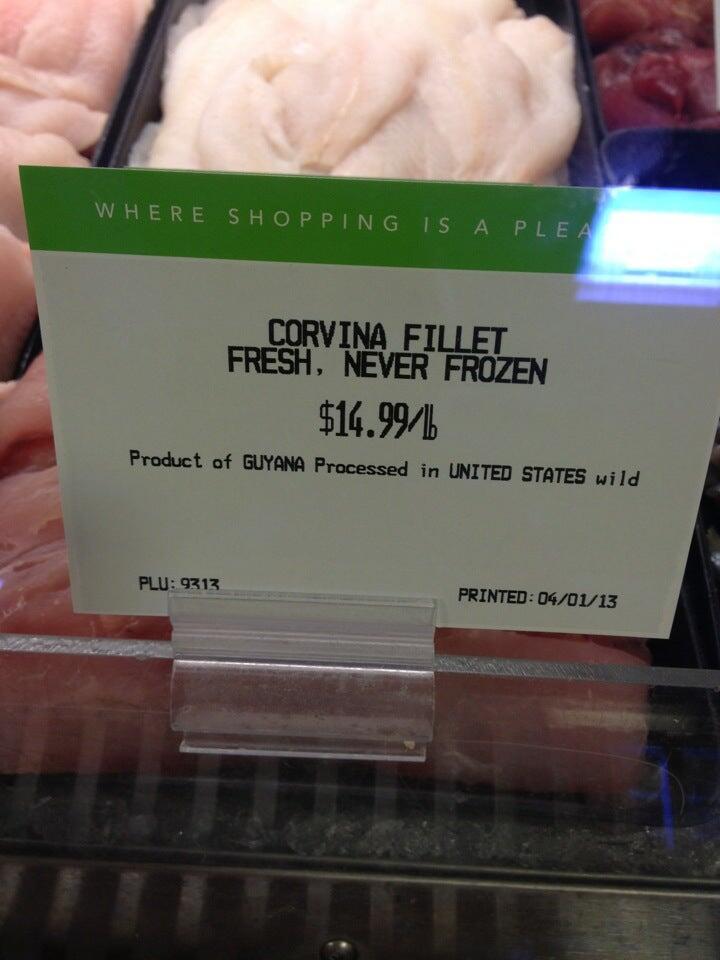 WHERE SHOPPING IS A
CORVINA FILLET
FRESH, NEVER FROZEN
$14.99/lb
Product of GUYANA Processed in UNITED STATES wild
PLU: 9313
PRINTED: 04/01/13